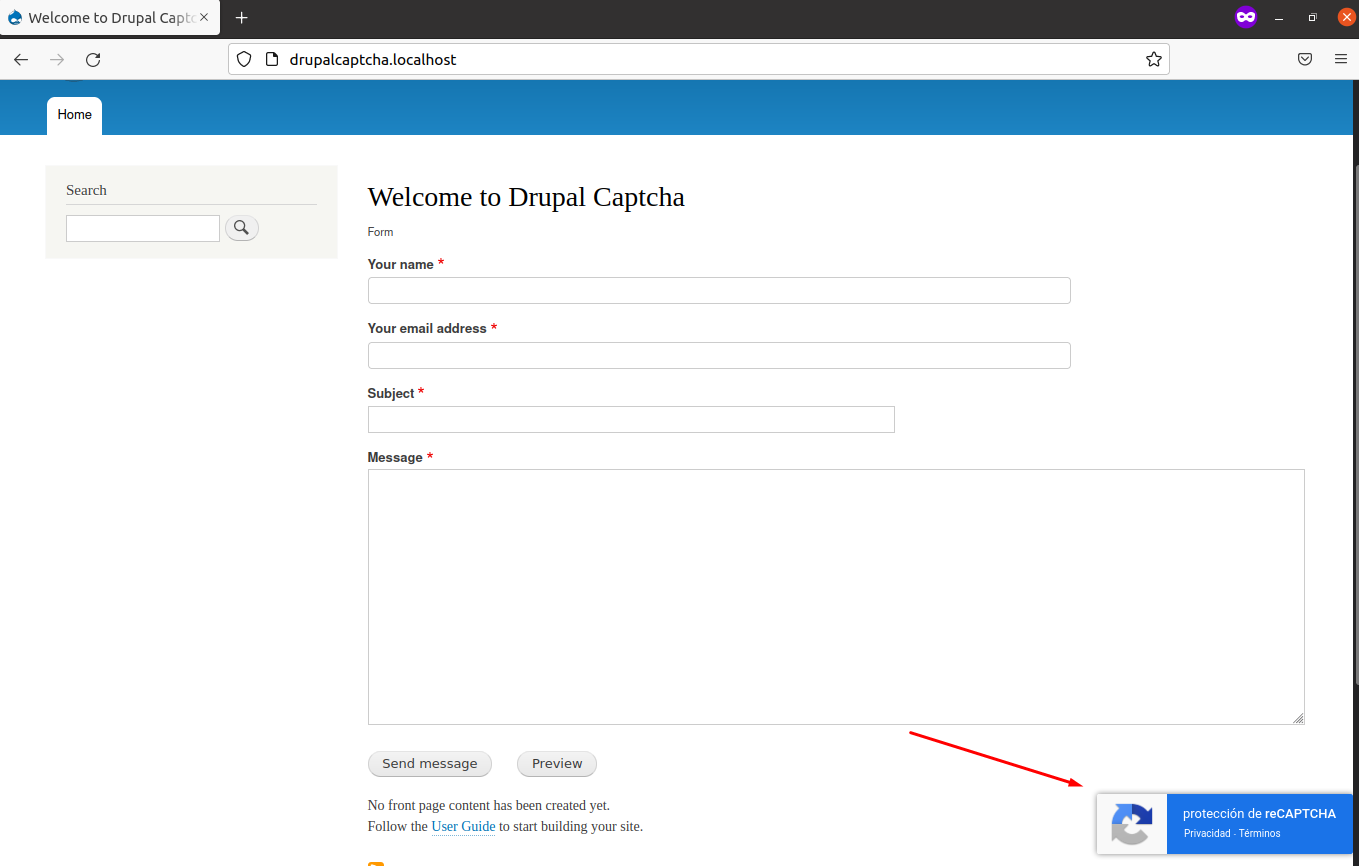 Welcome to Drupal Captc
drupalcaptcha.localhost
Home
Search
Welcome to Drupal Captcha
Form
Your name *
Your email address *
Subject *
Message *
Send message
Preview
No front page content has been created yet.
Follow the User Guide to start building your site.
protección de reCAPTCHA
Privacidad - Términos